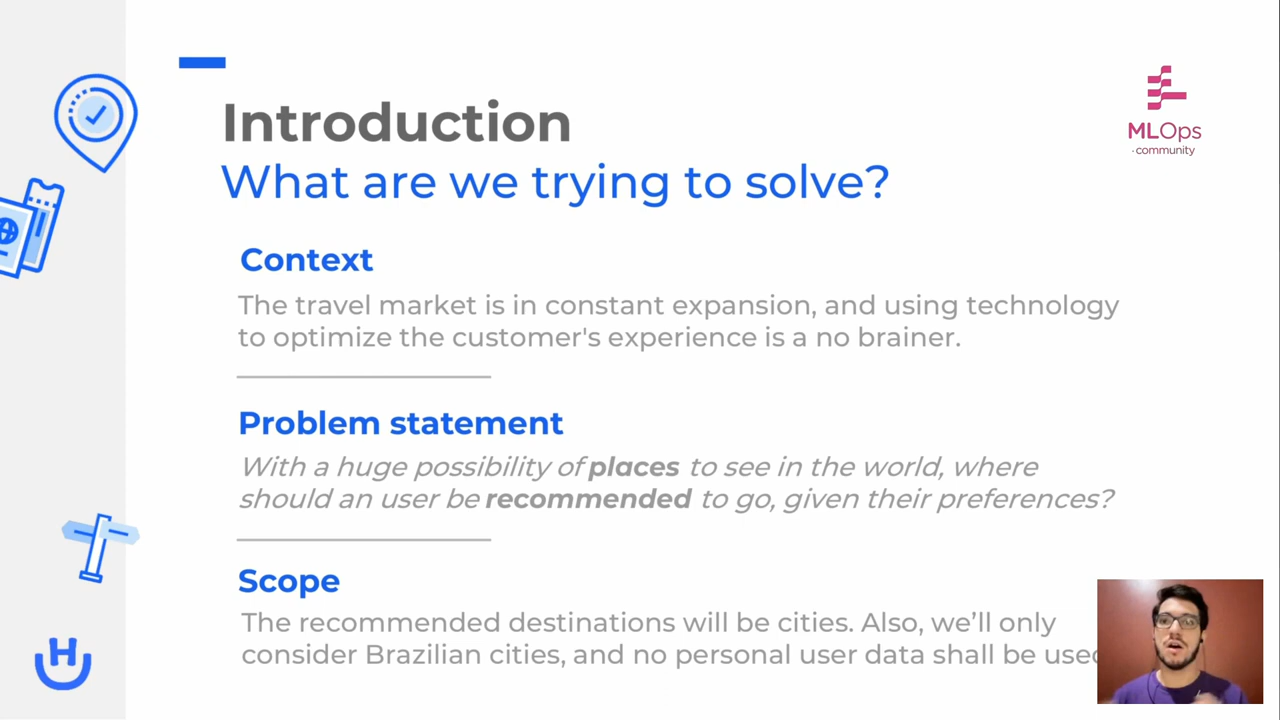 Introduction
What are we trying to solve?
MLOps
community
Context
The travel market is in constant expansion, and using technology
to optimize the customer's experience is a no brainer.
Problem statement
With a huge possibility of places to see in the world, where
should an user be recommended to go, given their preferences?
Scope
The recommended destinations will be cities. Also, we’ll only
consider Brazilian cities, and no personal user data shall be used
H